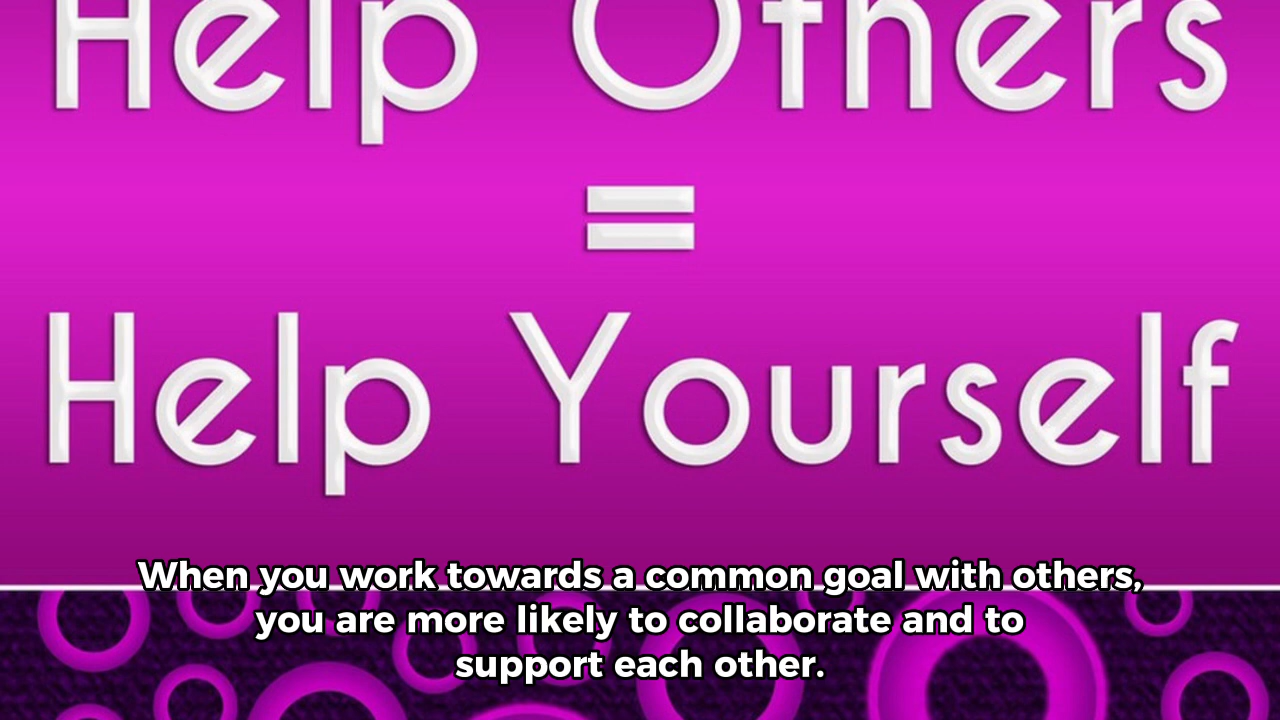 Help Others
=
Help Yourself
When you work towards a common goal with others,
you are more likely to collaborate and to
support each other.